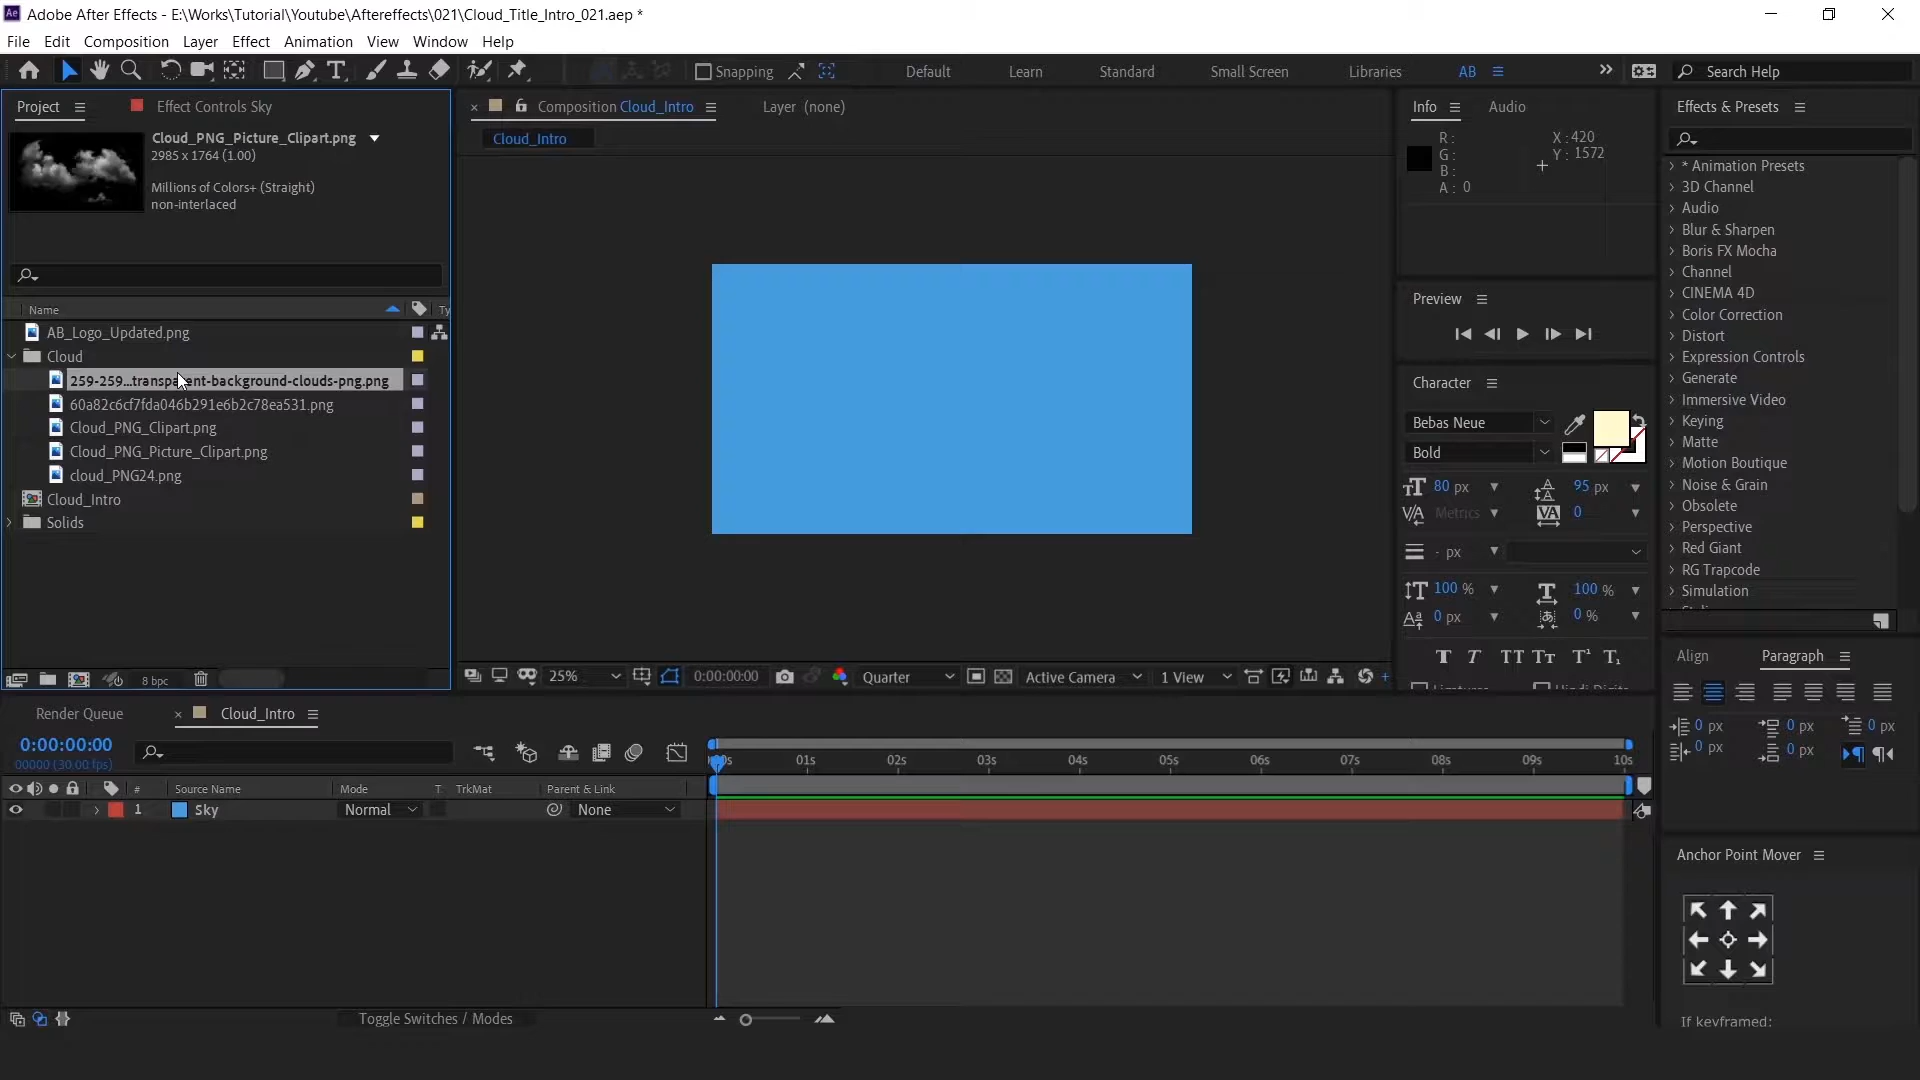 Adobe After Effects - E:\Works\Tutorial\Youtube\Aftereffects\021\Cloud_Title_Intro_021.aep *
File Edit Composition Layer Effect Animation View Window Help
Snapping Default Learn Standard Small Screen Libraries AB Search Help
Project Effect Controls Sky
Cloud_PNG_Picture_Clipart.png
2985 x 1764 (1.00)
Millions of Colors+ (Straight)
non-interlaced
Name Ty
AB_Logo_Updated.png
Cloud
259-259...transparent-background-clouds-png.png
60a82c6cf7fda046b291e6b2c78ea531.png
Cloud_PNG_Clipart.png
Cloud_PNG_Picture_Clipart.png
cloud_PNG24.png
Cloud_Intro
Solids
8 bpc
Composition Cloud_Intro Layer (none)
Cloud_Intro
25% 0:00:00:00 Quarter Active Camera 1 View
Info Audio
R: X:420
G: Y: 1572
B:
A: 0
Preview
Character
Bebas Neue
Bold
80 px 95 px
Metrics 0
- px
100 % 100 %
0 px 0 %
T T TT Tr T¹ T₁
Ligatures Hindi Digits
Effects & Presets
* Animation Presets
3D Channel
Audio
Blur & Sharpen
Boris FX Mocha
Channel
CINEMA 4D
Color Correction
Distort
Expression Controls
Generate
Immersive Video
Keying
Matte
Motion Boutique
Noise & Grain
Obsolete
Perspective
Red Giant
RG Trapcode
Simulation
Align Paragraph
0 px 0 px 0 px
0 px 0 px
Anchor Point Mover
If keyframed:
Render Queue Cloud_Intro
0:00:00:00
00000 (30.00 fps)
01s 02s 03s 04s 05s 06s 07s 08s 09s 10s
# Source Name Mode T TrkMat Parent & Link
1 Sky Normal None
Toggle Switches / Modes